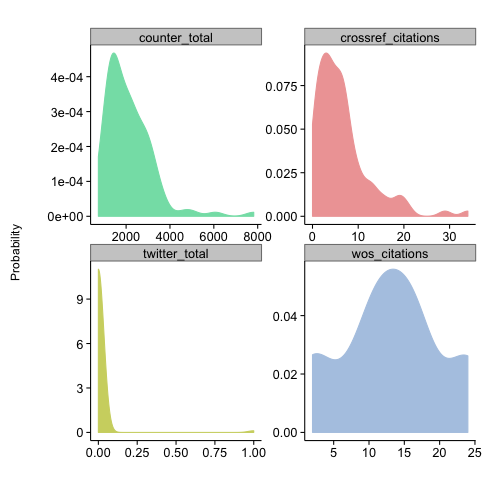 counter_total
crossref_citations
4e-04
3e-04
2e-04
1e-04
0e+00
2000 4000 6000 8000
0.075
0.050
0.025
0.000
0 10 20 30
Probability
twitter_total
wos_citations
9
6
3
0
0.00 0.25 0.50 0.75 1.00
0.04
0.02
0.00
5 10 15 20 25